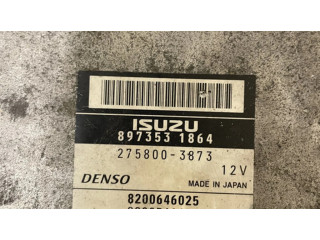 ISUZU
897353 1864
275800-3873
12V
DENSO
MADE IN JAPAN
8200646025